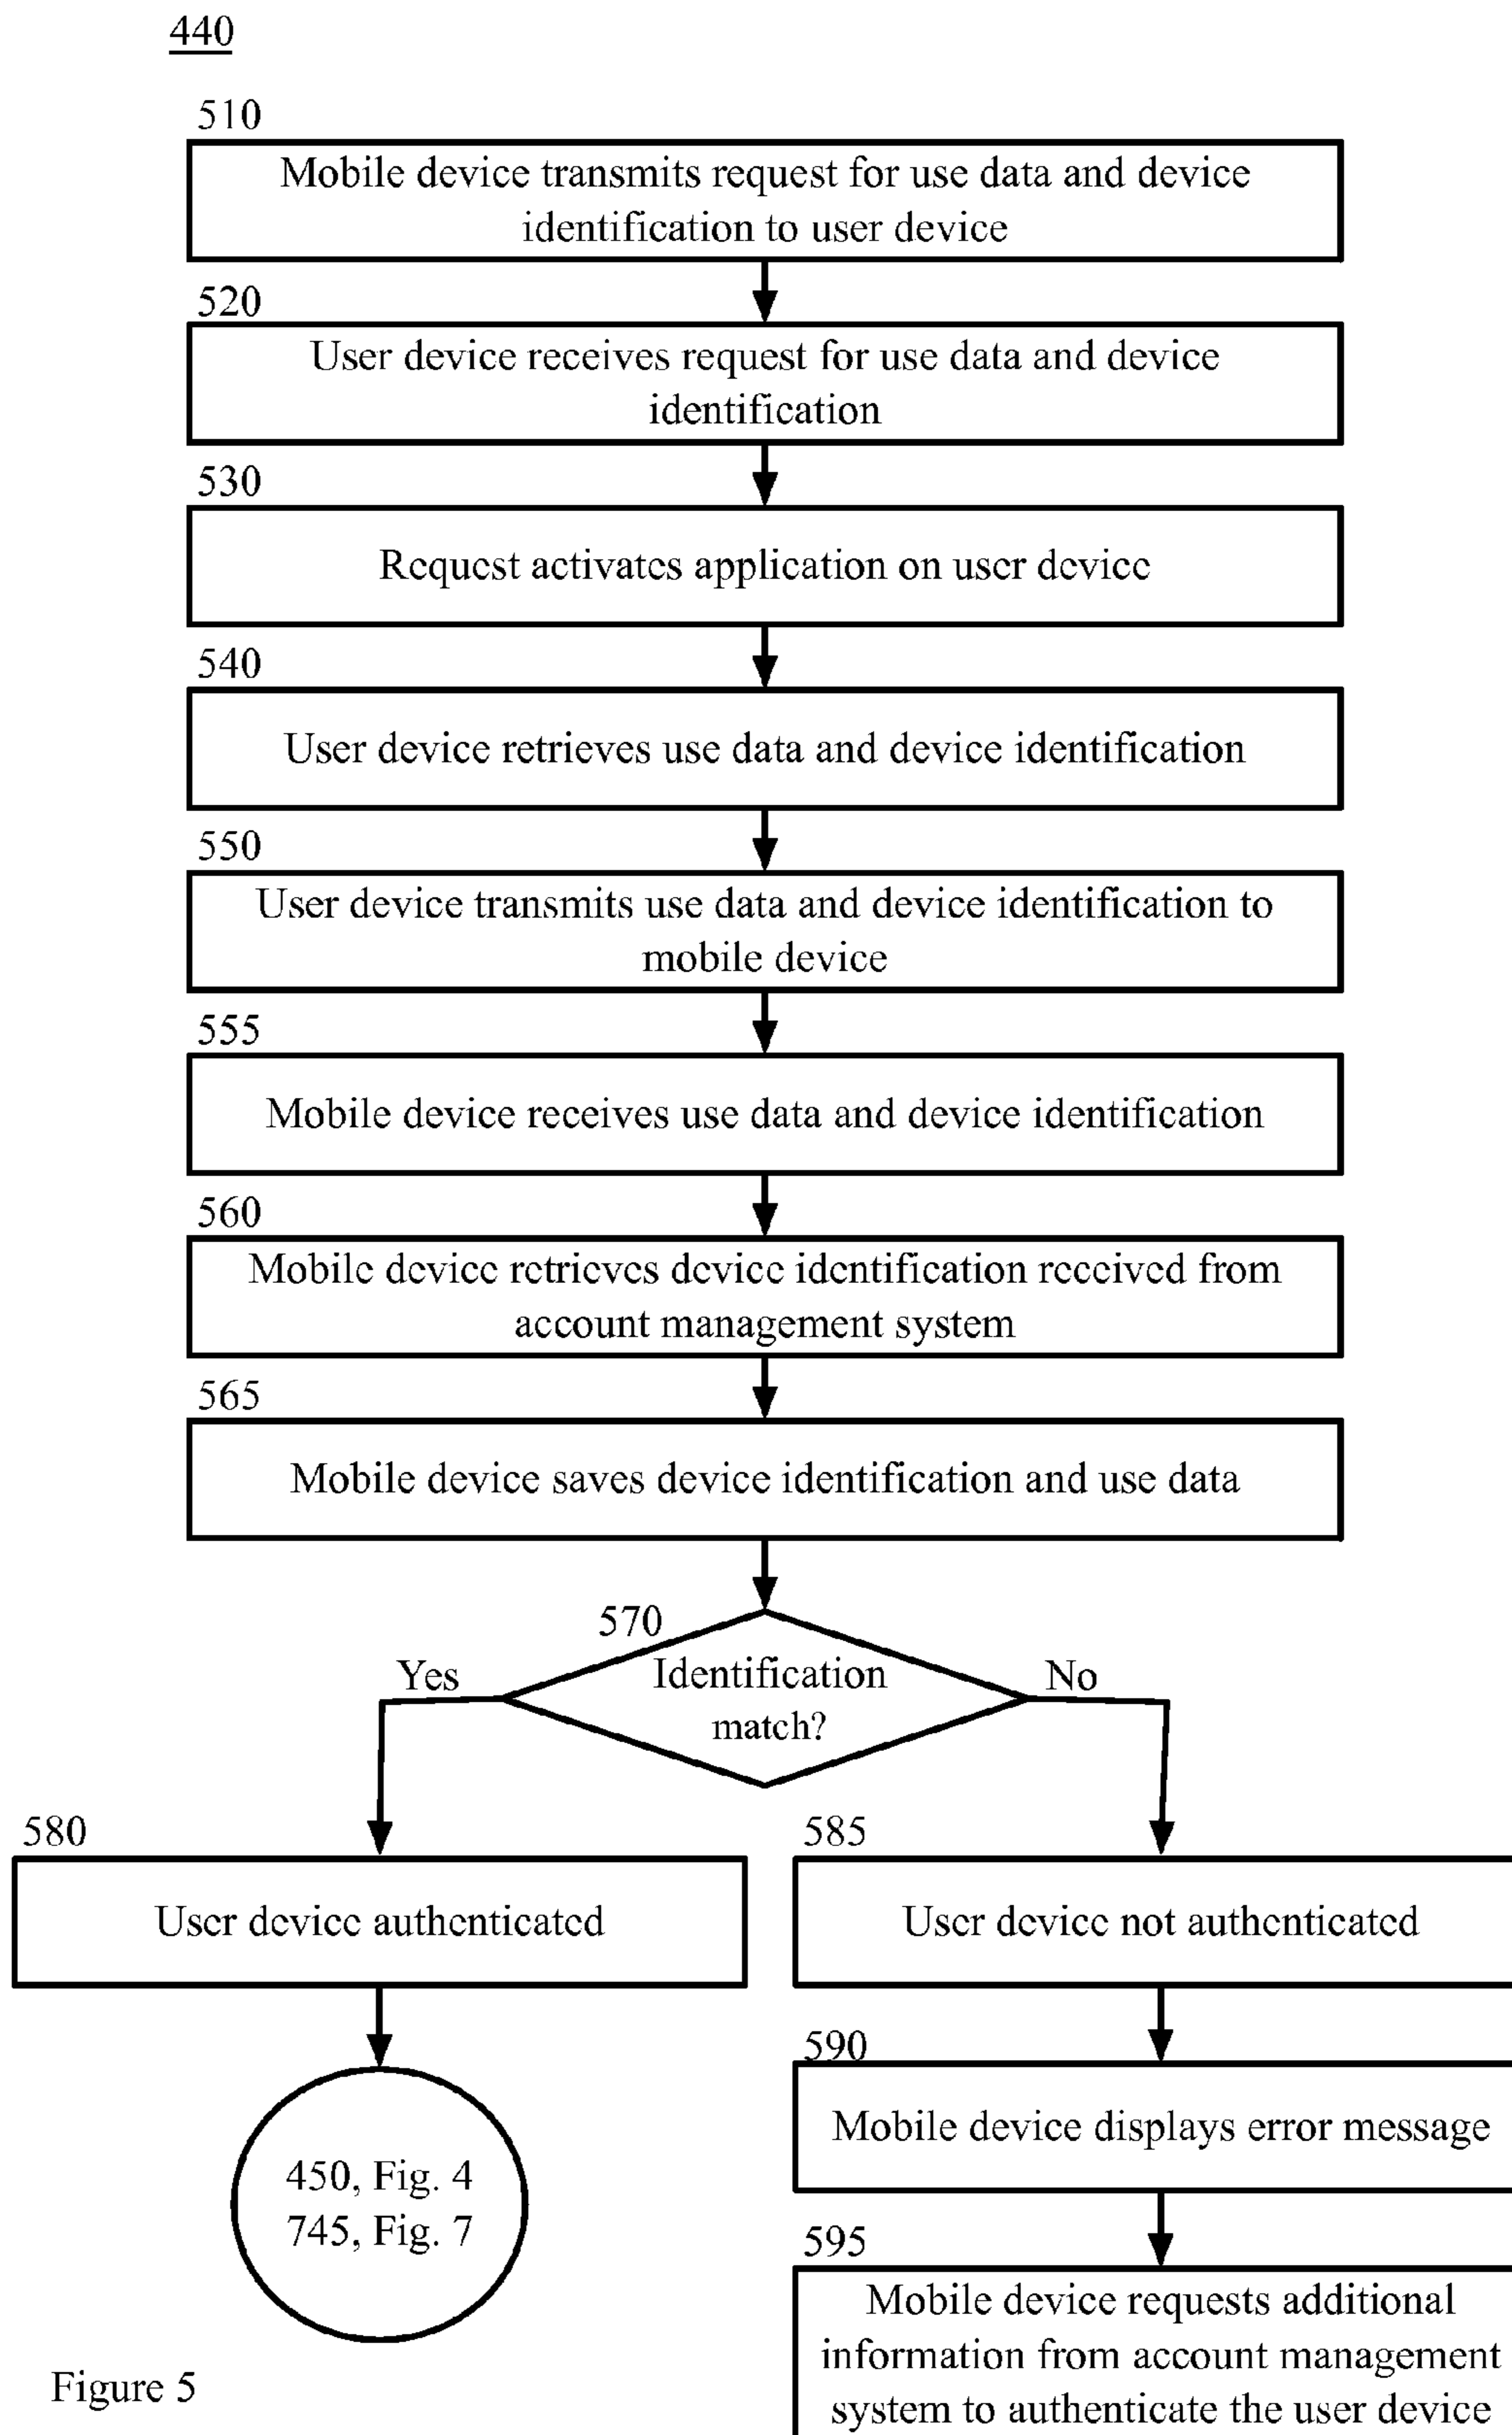 440
510
Mobile device transmits request for use data and device
identification to user device
520
User device receives request for use data and device
identification
530
Request activates application on user device
540
User device retrieves use data and device identification
550
User device transmits use data and device identification to
mobile device
555
Mobile device receives use data and device identification
560
Mobile device retrieves device identification received from
account management system
565
Mobile device saves device identification and use data
570
Identification
match?
Yes
No
580
User device authenticated
585
User device not authenticated
590
Mobile device displays error message
450, Fig. 4
745, Fig. 7
595
Mobile device requests additional
information from account management
system to authenticate the user device
Figure 5